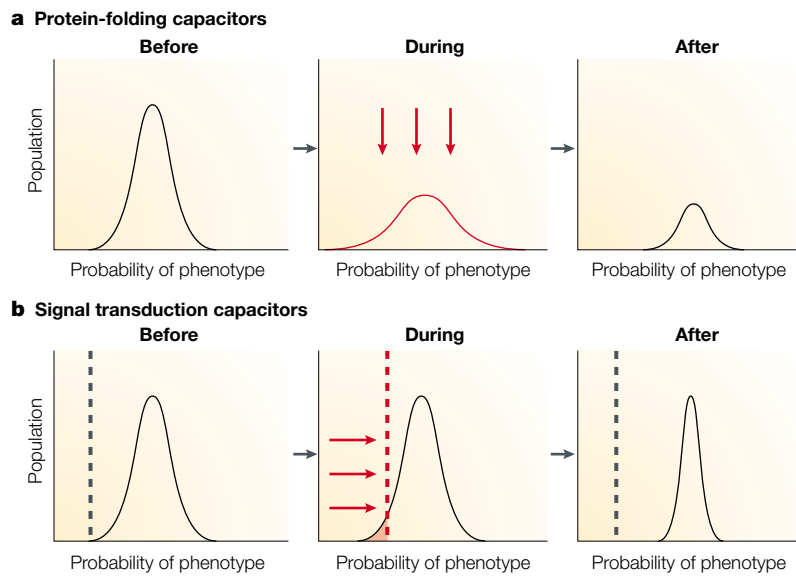 a Protein-folding capacitors
Before
During
After
Population
Probability of phenotype
Probability of phenotype
Probability of phenotype
b Signal transduction capacitors
Before
During
After
Population
Probability of phenotype
Probability of phenotype
Probability of phenotype